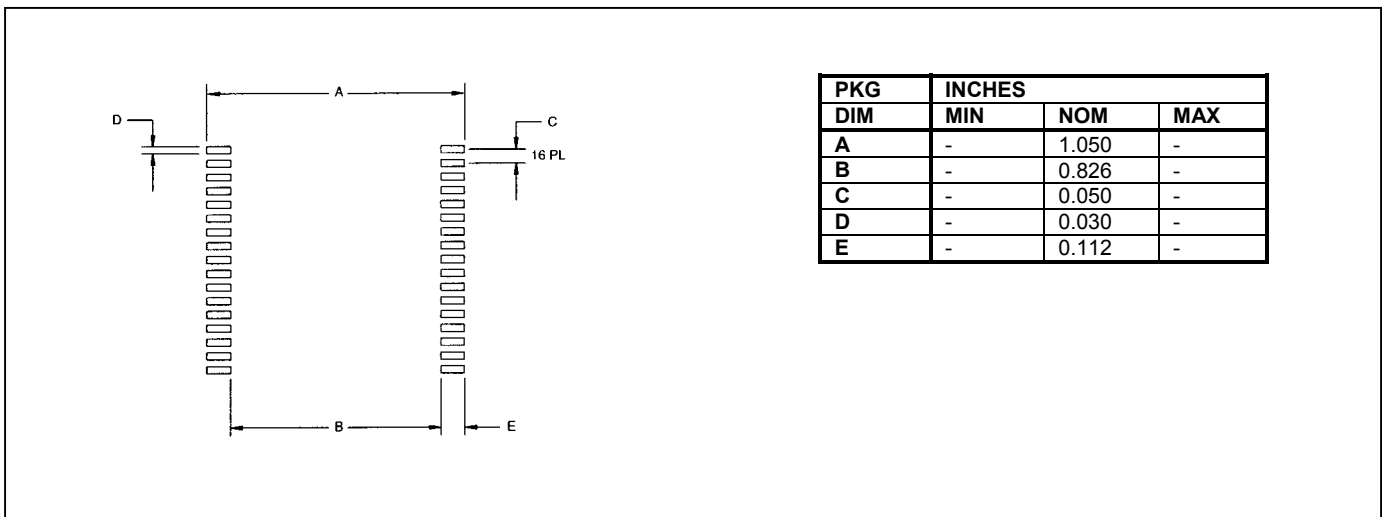 A
D
C
16 PL
B
E
PKG INCHES
DIM MIN NOM MAX
A - 1.050 -
B - 0.826 -
C - 0.050 -
D - 0.030 -
E - 0.112 -